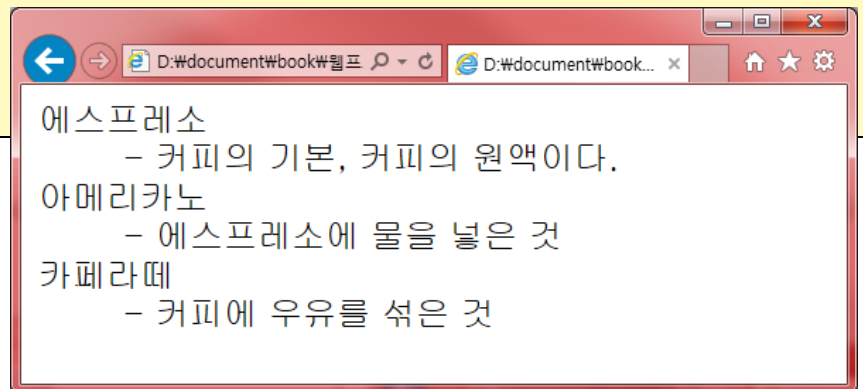 D:₩document₩book₩웹프
D:₩document₩book...
에스프레소
- 커피의 기본, 커피의 원액이다.
아메리카노
- 에스프레소에 물을 넣은 것
카페라떼
- 커피에 우유를 섞은 것